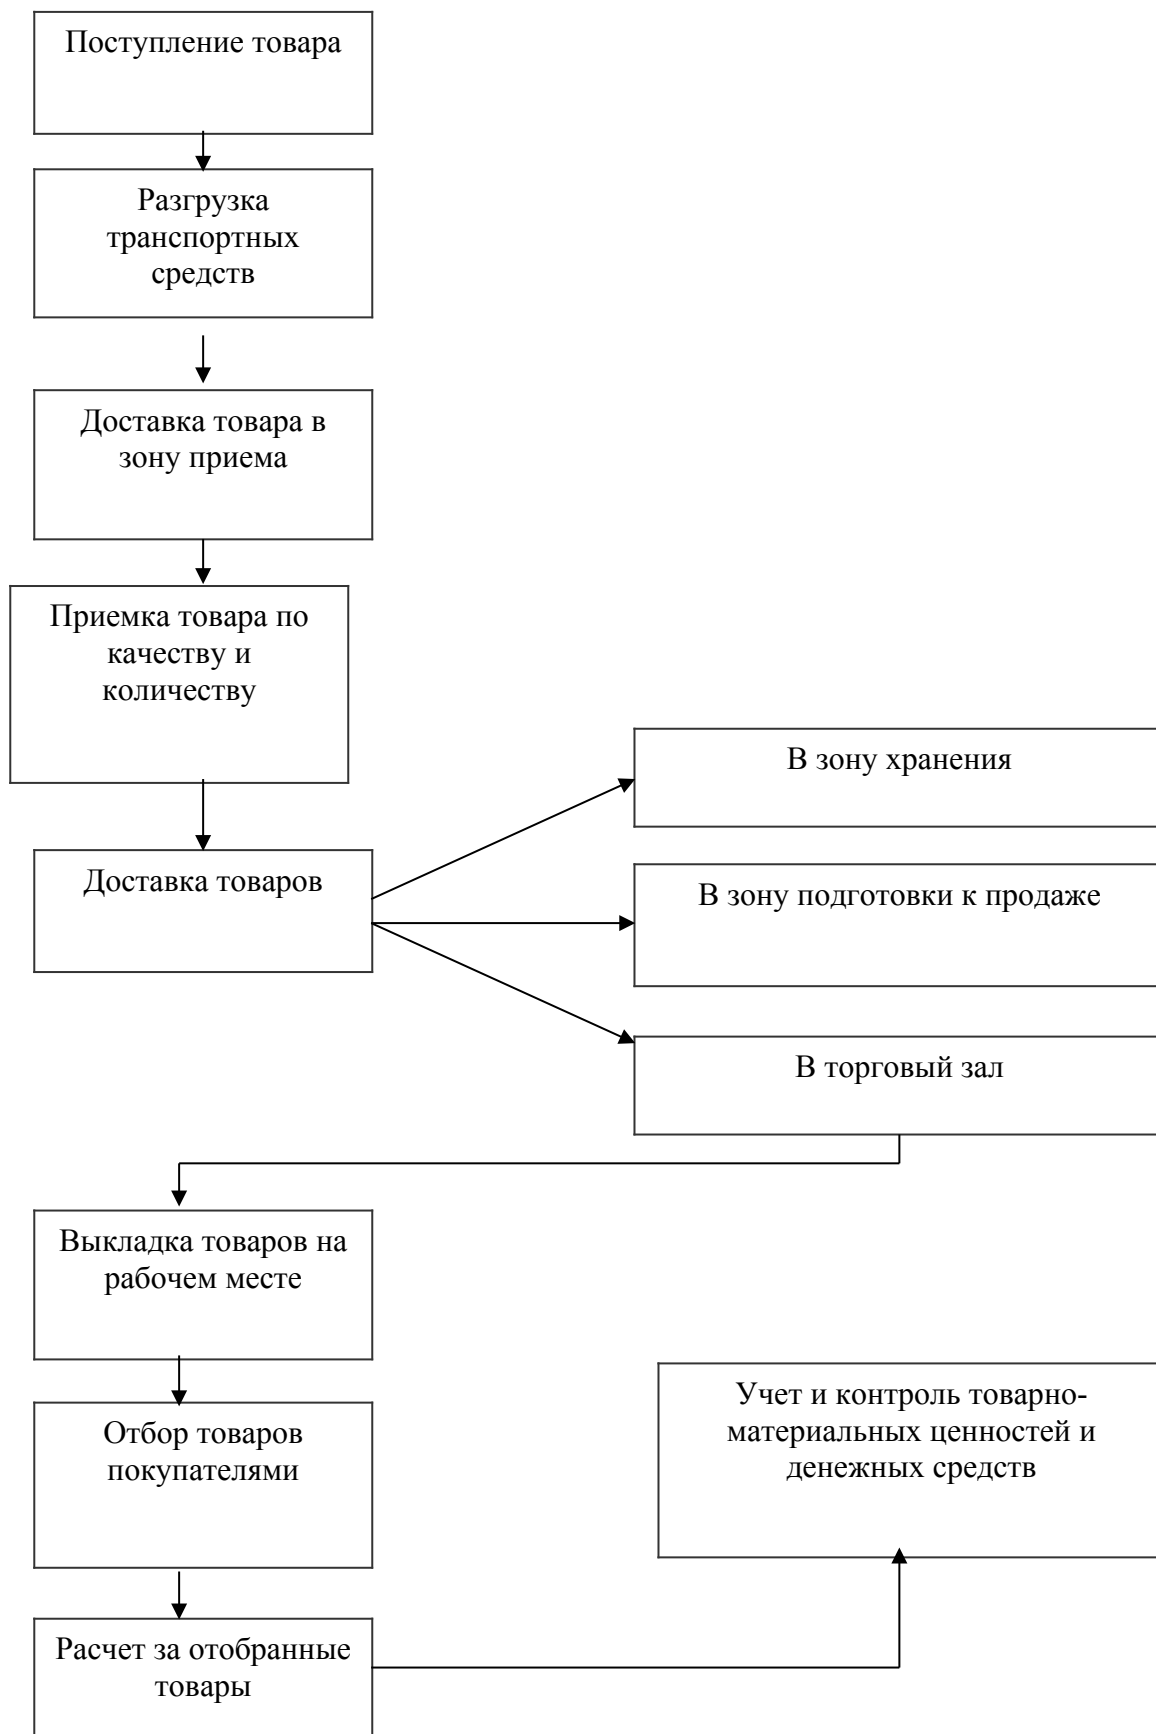 Поступление товара
Разгрузка
транспортных
средств
Доставка товара в
зону приема
Приемка товара по
качеству и
количеству
В зону хранения
Доставка товаров
В зону подготовки к продаже
В торговый зал
Выкладка товаров на
рабочем месте
Отбор товаров
покупателями
Учет и контроль товарно-
материальных ценностей и
денежных средств
Расчет за отобранные
товары